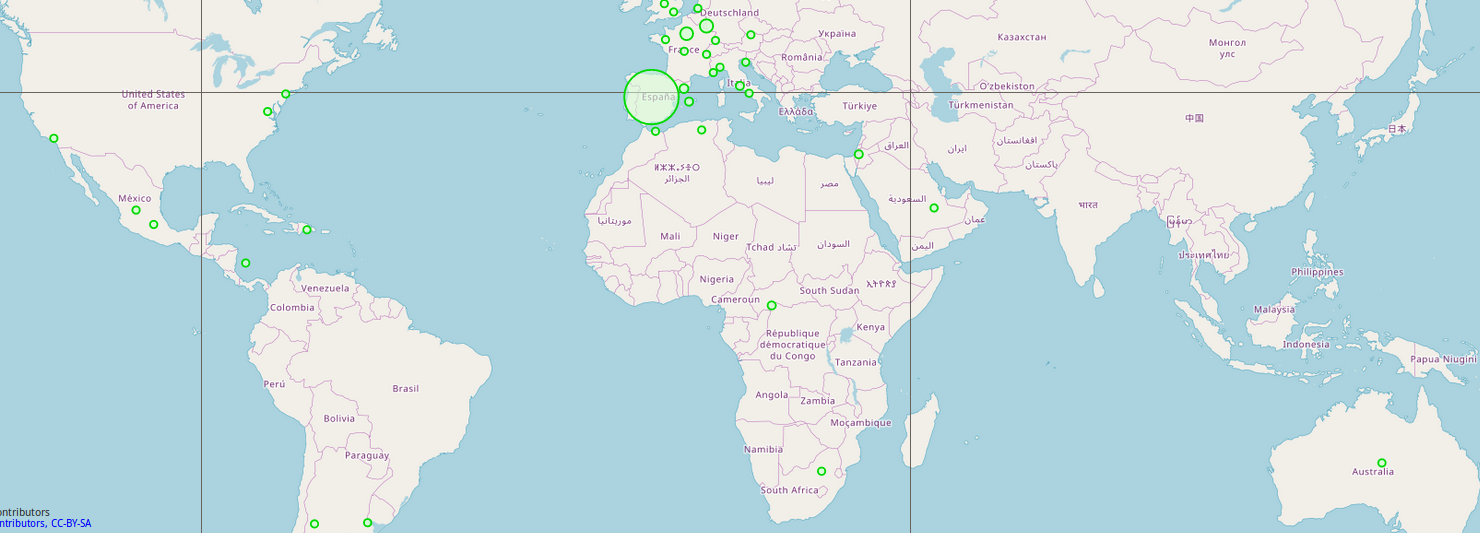 Deutschland
Україна
Казахстан
Монгол
улс
France
România
Italia
United States
of America
España
Ελλάδα
Türkiye
Oʻzbekiston
Türkmenistan
中国
日本
العراق
ايران
افغانستان
پاکستان
ⵍⵣⵣⴰⵢⴻⵔ
الجزائر
ليبيا
مصر
السعودية
عمان
भारत
México
موريتانيا
Mali
Niger
Tchad تشاد
السودان
اليمن
မြန်မာ
ประเทศไทย
Philippines
Nigeria
South Sudan
ኢትዮጵያ
Venezuela
Colombia
Cameroun
Kenya
Malaysia
Indonesia
Papua Niugini
République
démocratique
du Congo
Tanzania
Perú
Brasil
Angola
Zambia
Bolivia
Moçambique
Paraguay
Namibia
South Africa
Australia
ontributors
ntributors, CC-BY-SA